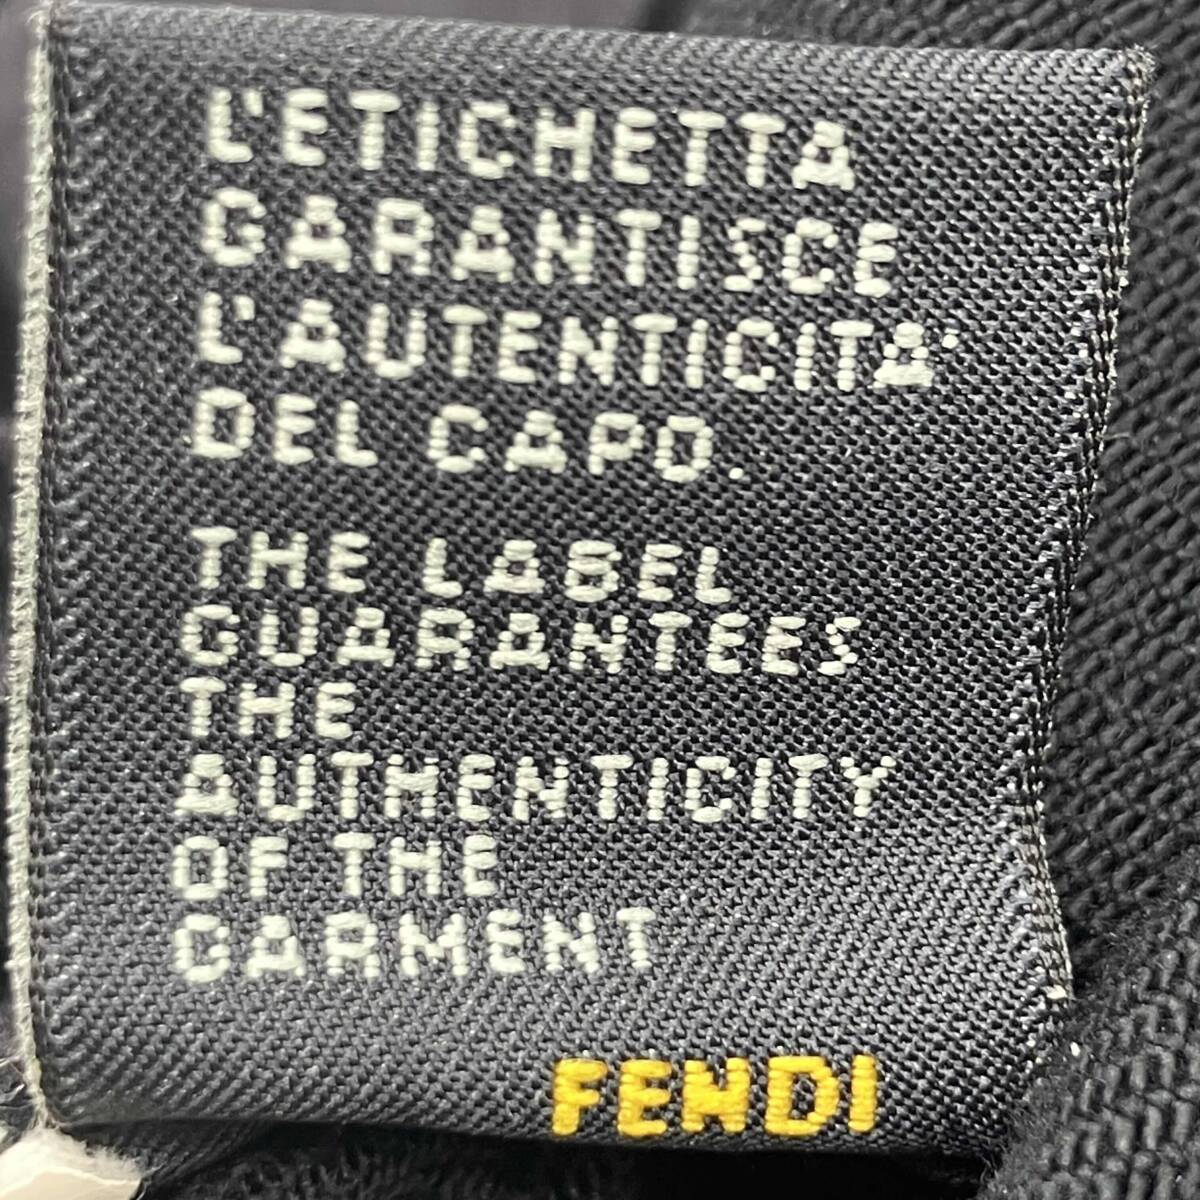 L'ETICHETTA
GARANTISCE
L'AUTENTICITA'
DEL CAPO.
THE LABEL
GUARANTEES
THE
AUTHENTICITY
OF THE
GARMENT
FENDI